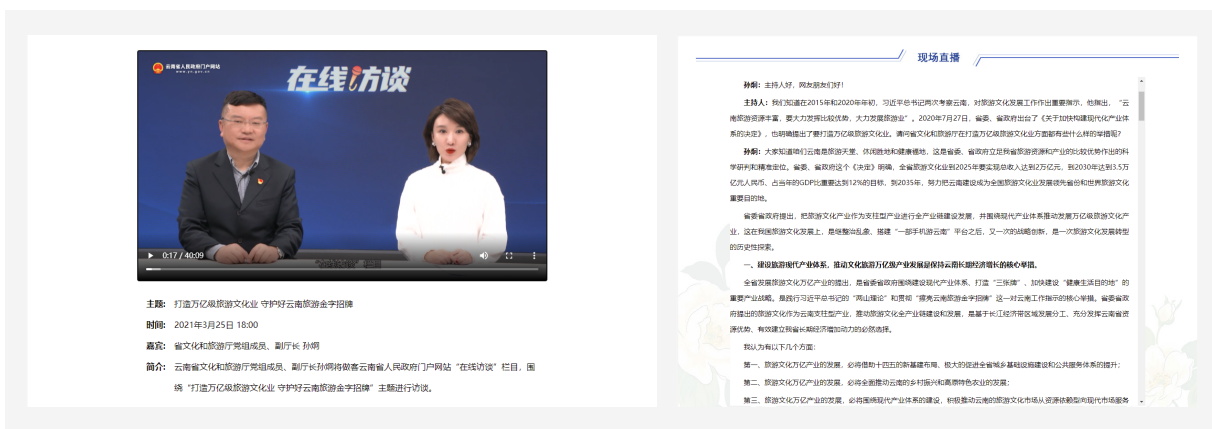 云南省人民政府门户网站
www.yn.gov.cn
在线访谈
0:17 / 40:09
主题： 打造万亿级旅游文化业 守护好云南旅游金字招牌
时间： 2021年3月25日 18:00
嘉宾： 省文化和旅游厅党组成员、副厅长 孙炯
简介： 云南省文化和旅游厅党组成员、副厅长孙炯将做客云南省人民政府门户网站“在线访谈”栏目，围
绕“打造万亿级旅游文化业 守护好云南旅游金字招牌”主题进行访谈。
现场直播
孙炯：主持人好，网友朋友们好！
主持人：我们知道在2015年和2020年年初，习近平总书记两次考察云南，对旅游文化发展工作作出重要指示，他指出，“云
南旅游资源丰富，要大力发挥比较优势，大力发展旅游业”。2020年7月27日，省委、省政府出台了《关于加快构建现代化产业体
系的决定》，也明确提出了要打造万亿级旅游文化业。请问省文化和旅游厅在打造万亿级旅游文化业方面都有些什么样的举措呢？
孙炯：大家知道咱们云南是旅游天堂、休闲胜地和健康福地，这是省委、省政府立足我省旅游资源和产业的比较优势作出的科
学研判和精准定位。省委、省政府这个《决定》明确，全省旅游文化业到2025年要实现总收入达到2万亿元，到2030年达到3.5万
亿元人民币、占当年的GDP比重要达到12%的目标，到2035年，努力把云南建设成为全国旅游文化业发展领先省份和世界旅游文化
重要目的地。
省委省政府提出，把旅游文化产业作为支柱型产业进行全产业链建设发展，并围绕现代产业体系推动发展万亿级旅游文化产
业，这在我国旅游文化发展上，是继整治乱象、搭建“一部手机游云南”平台之后，又一次的战略创新，是一次旅游文化发展转型
的历史性探索。
一、建设旅游现代产业体系，推动文化旅游万亿级产业发展是保持云南长期经济增长的核心举措。
全省发展旅游文化万亿产业的提出，是省委省政府围绕建设现代产业体系、打造“三张牌”、加快建设“健康生活目的地”的
重要产业战略。是践行习近平总书记的“两山理论”和贯彻“擦亮云南旅游金字招牌”这一对云南工作指示的核心举措。省委省政
府提出的旅游文化作为云南支柱型产业，推动旅游文化全产业链建设和发展，是基于长江经济带区域发展分工，充分发挥云南省资
源优势、有效建立我省长期经济增加动力的必然选择。
我认为有以下几个方面：
第一、旅游文化万亿产业的发展，必将借助十四五的新基建布局、极大的促进全省城乡基础设施建设和公共服务体系的提升；
第二、旅游文化万亿产业的发展，必将全面推动云南的乡村振兴和高原特色农业的发展；
第三、旅游文化万亿产业的发展，必将围绕现代产业体系的建设，积极推动云南的旅游文化市场从资源依赖型向现代市场服务